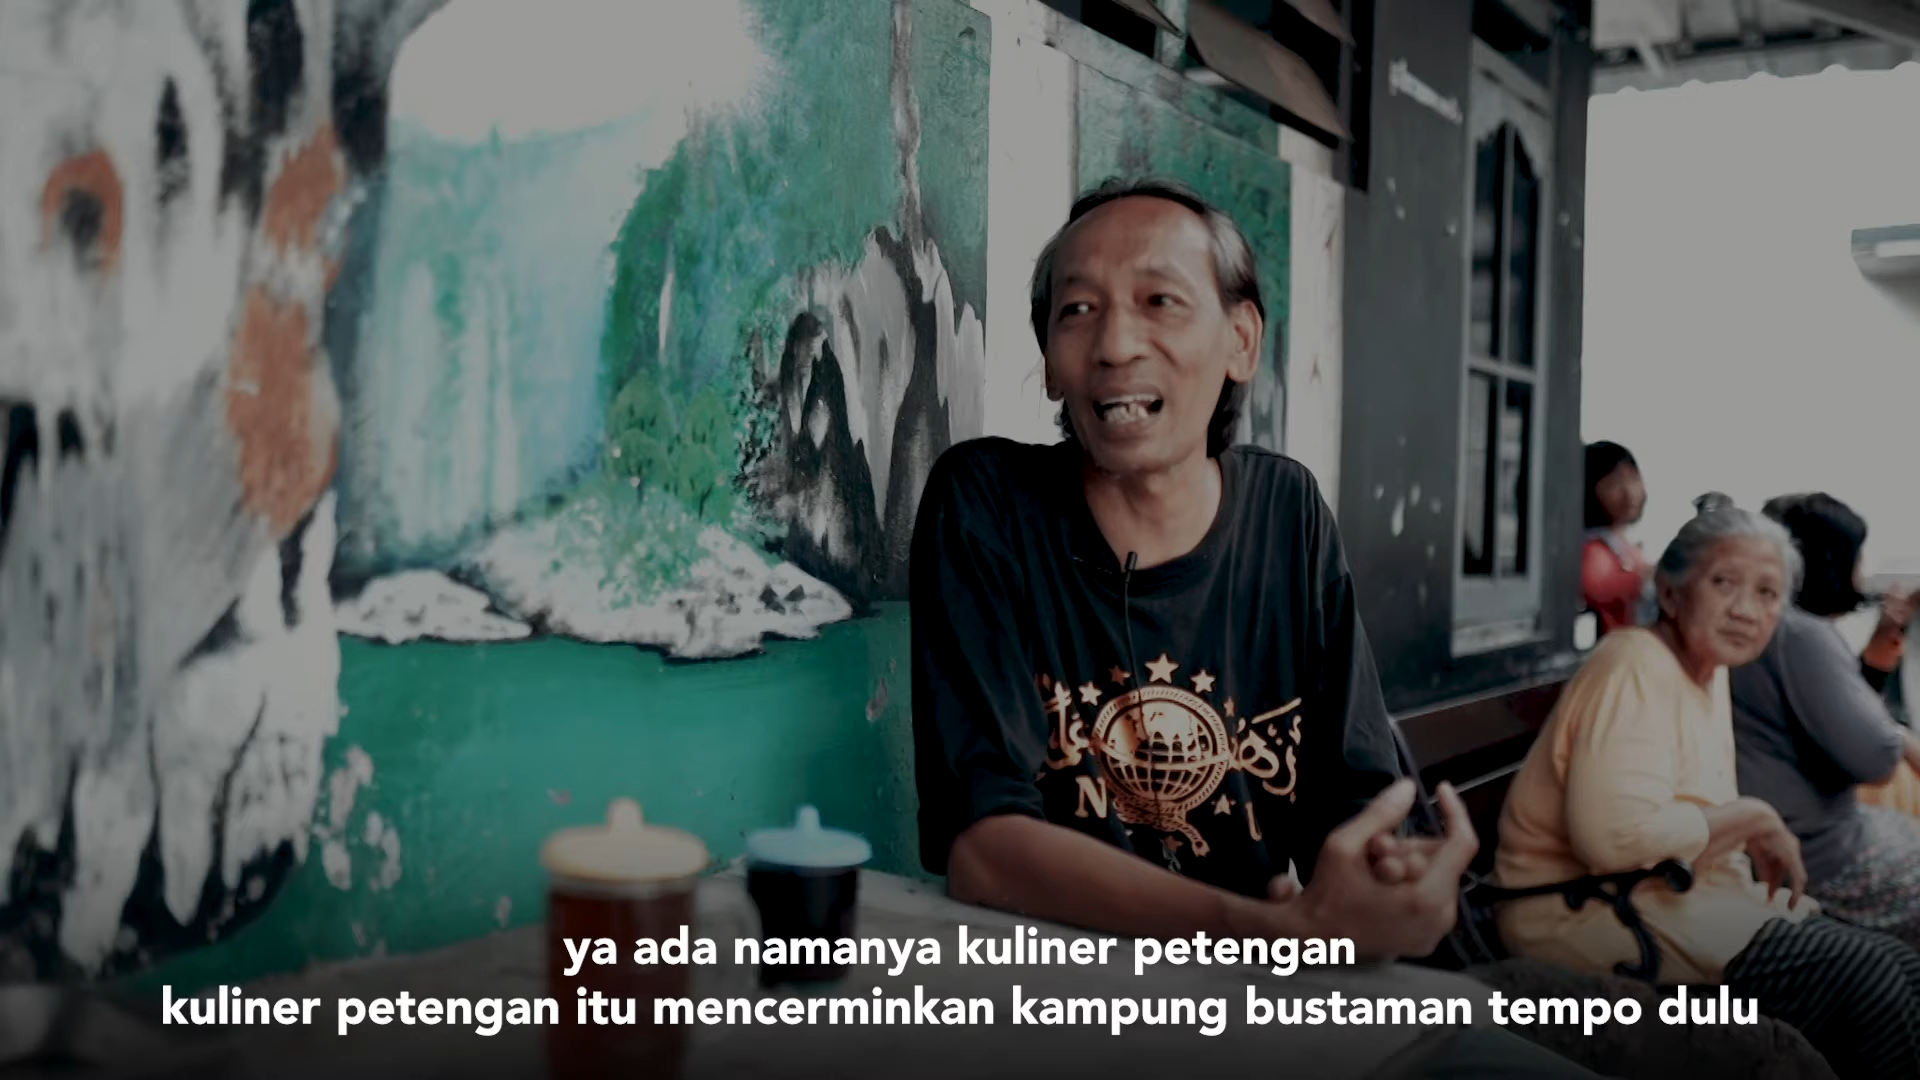 ya ada namanya kuliner petengan
kuliner petengan itu mencerminkan kampung bustaman tempo dulu
N